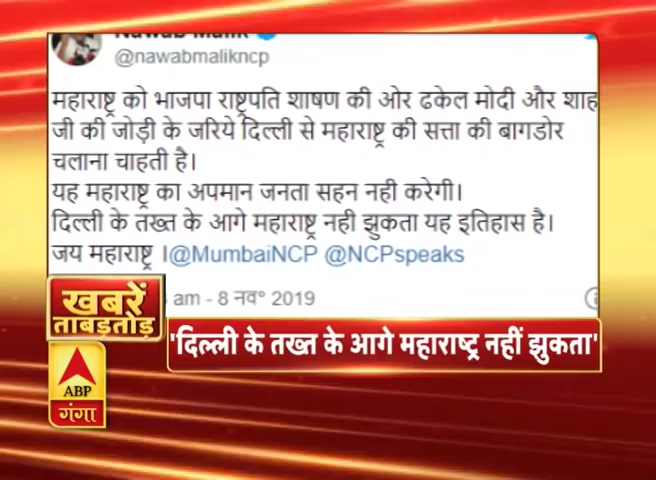 Nawab Malik
@nawabmalikncp
महाराष्ट्र को भाजपा राष्ट्रपति शाषण की ओर ढकेल मोदी और शाह
जी की जोड़ी के जरिये दिल्ली से महाराष्ट्र की सत्ता की बागडोर
चलाना चाहती है।
यह महाराष्ट्र का अपमान जनता सहन नही करेगी।
दिल्ली के तख्त के आगे महाराष्ट्र नही झुकता यह इतिहास है।
जय महाराष्ट्र ।@MumbaiNCP @NCPspeaks
am - 8 नव° 2019
खबरें
ताबड़तोड़
'दिल्ली के तख्त के आगे महाराष्ट्र नहीं झुकता'
ABP
गंगा